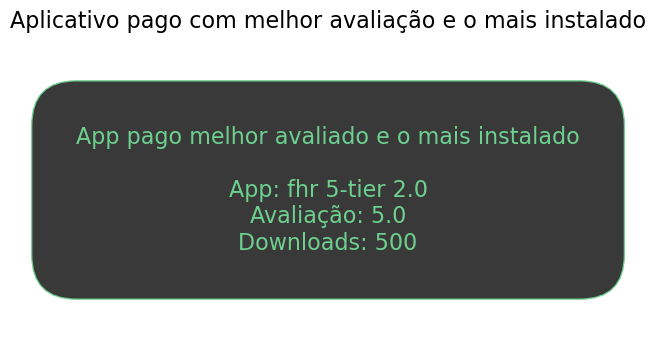 Aplicativo pago com melhor avaliação e o mais instalado
App pago melhor avaliado e o mais instalado
App: fhr 5-tier 2.0
Avaliação: 5.0
Downloads: 500